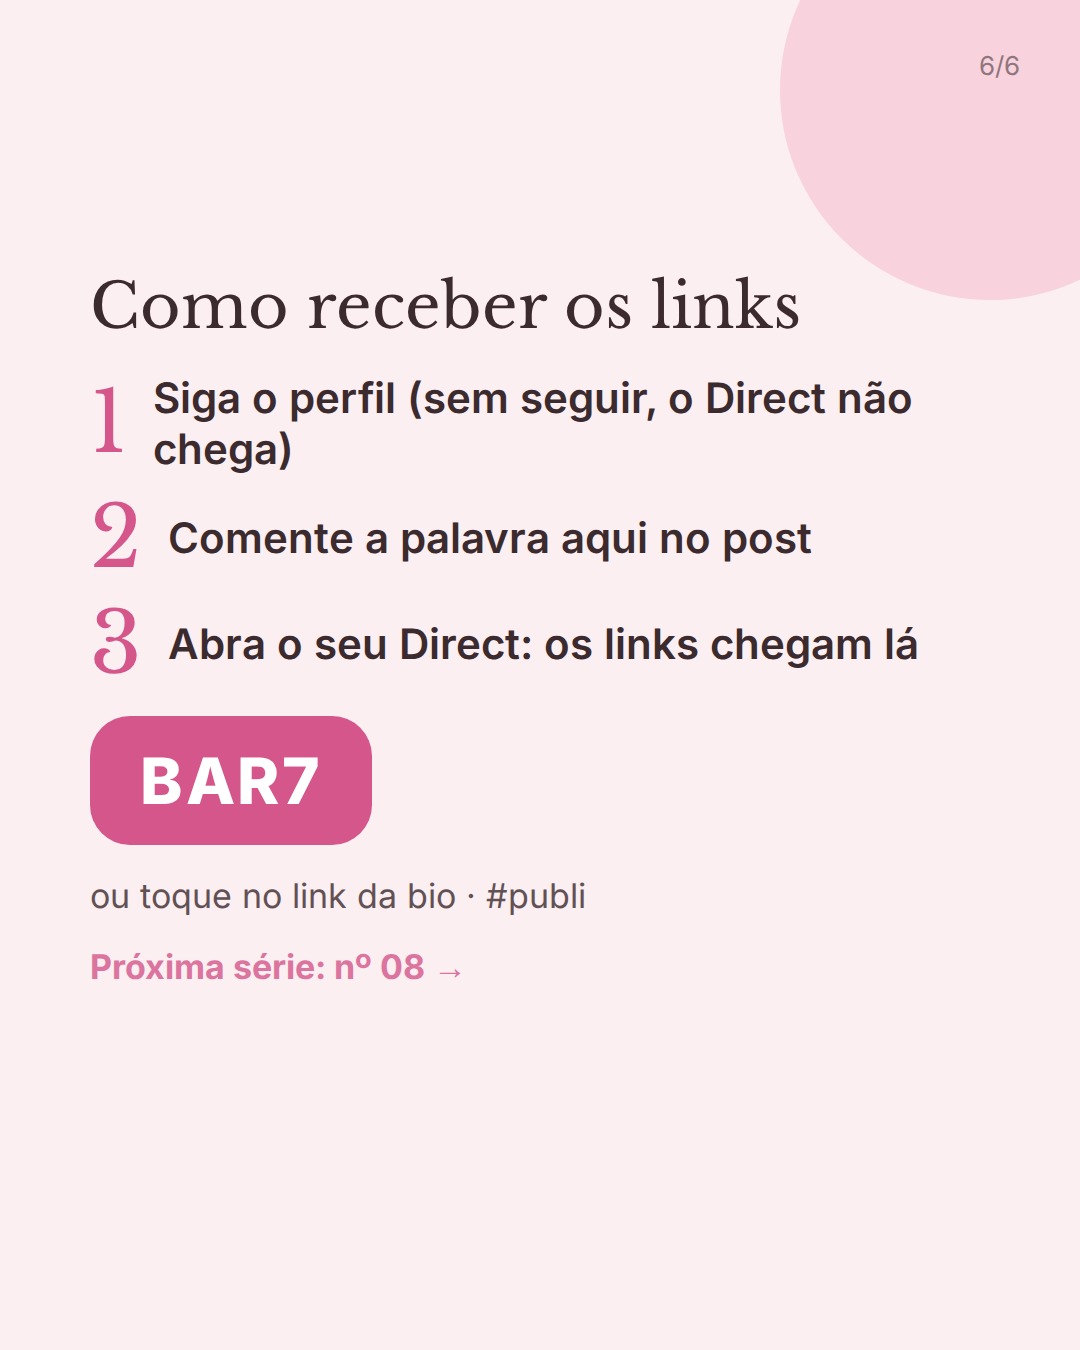 6/6
Como receber os links
1 Siga o perfil (sem seguir, o Direct não
chega)
2 Comente a palavra aqui no post
3 Abra o seu Direct: os links chegam lá
BAR7
ou toque no link da bio · #publi
Próxima série: nº 08 →